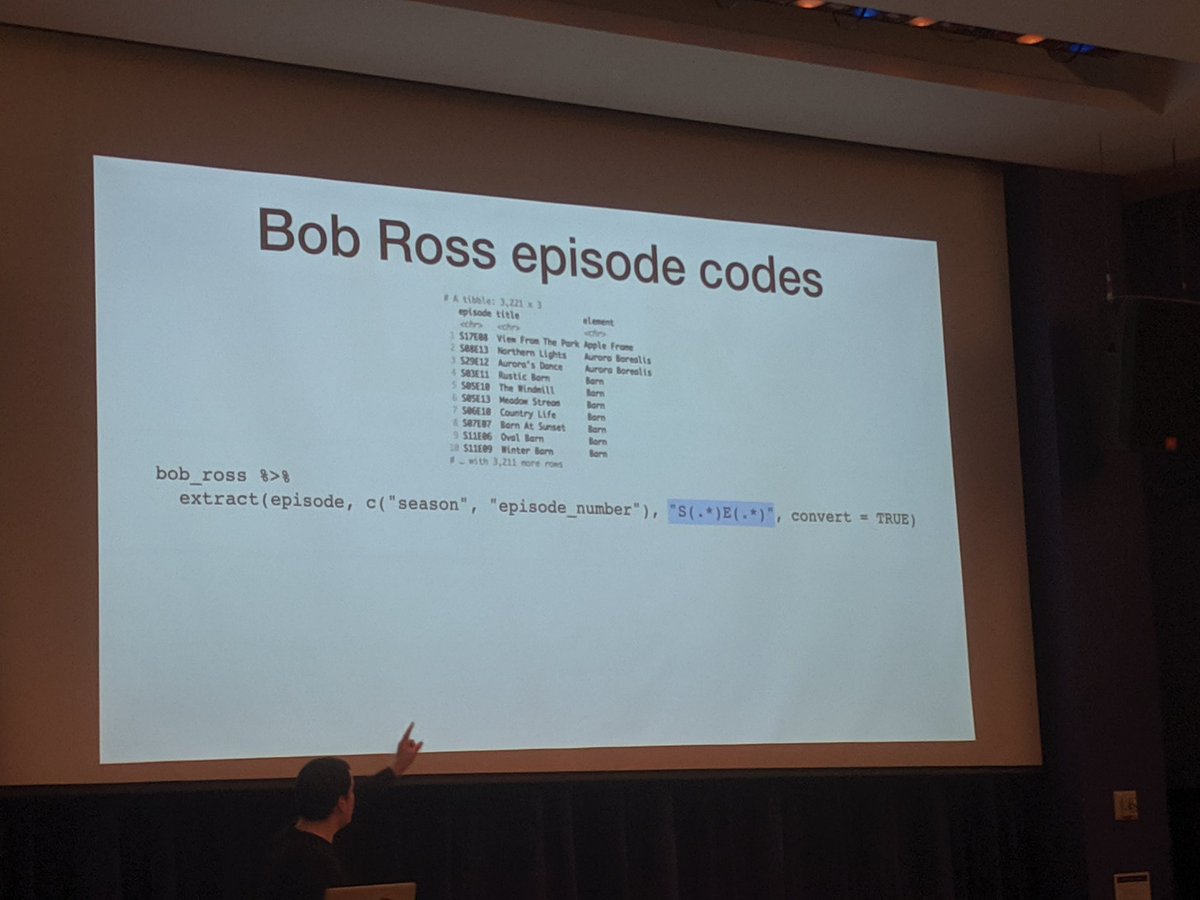 Bob Ross episode codes
# A tibble: 3,221 x 3
episode title element
<chr> <chr> <chr>
1 S17E08 View From The Park Apple Frame
2 S08E13 Northern Lights Aurora Borealis
3 S29E12 Aurora's Dance Aurora Borealis
4 S03E11 Rustic Barn Barn
5 S05E10 The Windmill Barn
6 S05E13 Meadow Stream Barn
7 S06E10 Country Life Barn
8 S07E07 Barn At Sunset Barn
9 S11E06 Oval Barn Barn
10 S11E09 Winter Barn Barn
# … with 3,211 more rows
bob_ross %>%
extract(episode, c("season", "episode_number"), "S(.*)E(.*)", convert = TRUE)